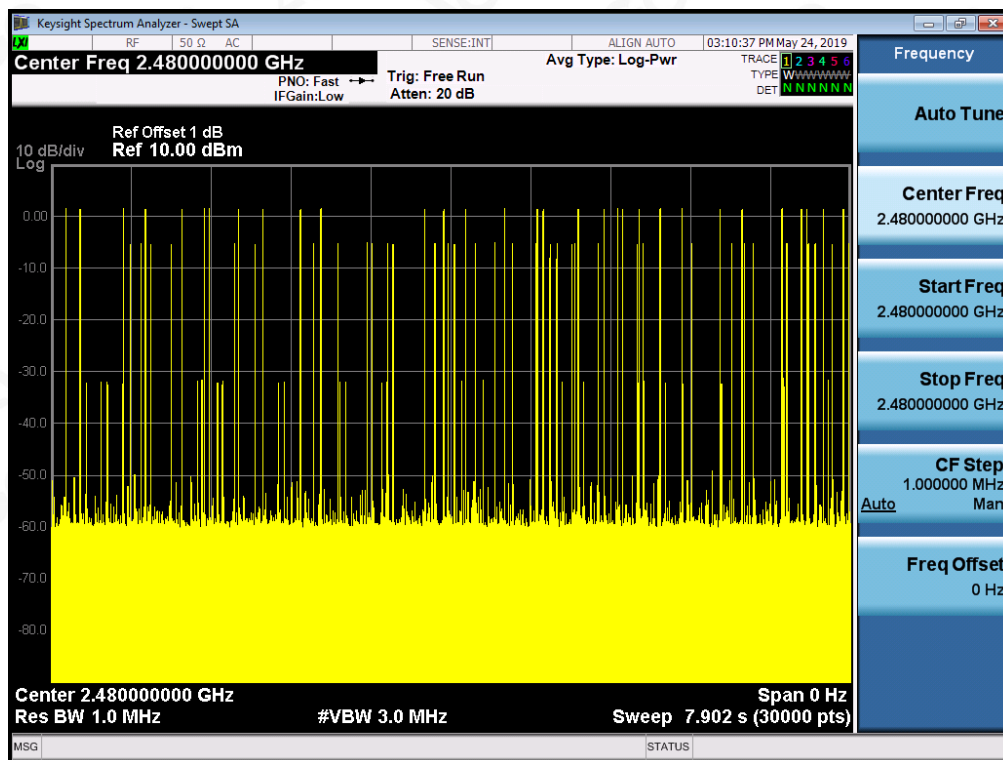 Keysight Spectrum Analyzer - Swept SA
LXI RF 50 Ω AC SENSE:INT ALIGN AUTO 03:10:37 PM May 24, 2019
Center Freq 2.480000000 GHz
PNO: Fast
IFGain:Low
Trig: Free Run
Atten: 20 dB
Avg Type: Log-Pwr
TRACE 1 2 3 4 5 6
TYPE WWWWWW
DET N N N N N N
Ref Offset 1 dB
10 dB/div Ref 10.00 dBm
Log
0.00
-10.0
-20.0
-30.0
-40.0
-50.0
-60.0
-70.0
-80.0
Center 2.480000000 GHz Span 0 Hz
Res BW 1.0 MHz #VBW 3.0 MHz Sweep 7.902 s (30000 pts)
MSG STATUS
Frequency
Auto Tune
Center Freq
2.480000000 GHz
Start Freq
2.480000000 GHz
Stop Freq
2.480000000 GHz
CF Step
1.000000 MHz
Auto Man
Freq Offset
0 Hz